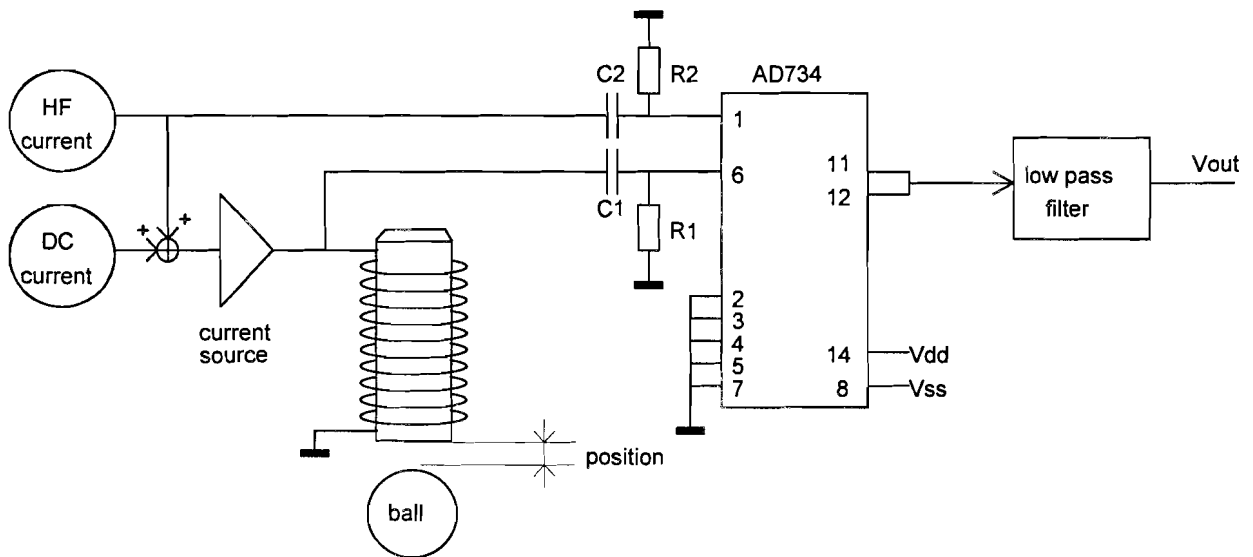 HF
current
DC
current
+
+
current
source
C2
R2
C1
R1
AD734
1
6
11
12
2
3
4
5
7
14
8
Vdd
Vss
low pass
filter
Vout
position
ball